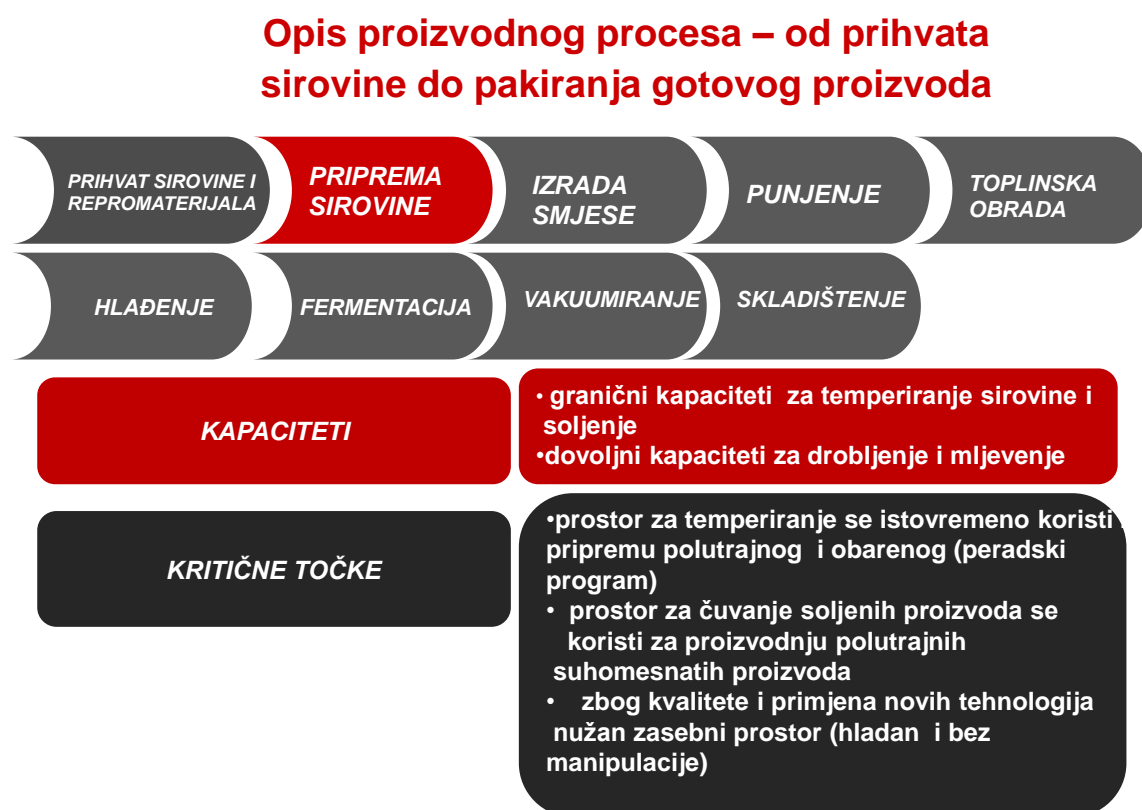 Opis proizvodnog procesa – od prihvata
sirovine do pakiranja gotovog proizvoda
PRIHVAT SIROVINE I
REPROMATERIJALA
PRIPREMA
SIROVINE
IZRADA
SMJESE
PUNJENJE
TOPLINSKA
OBRADA
HLAĐENJE
FERMENTACIJA
VAKUUMIRANJE
SKLADIŠTENJE
KAPACITETI
• granični kapaciteti za temperiranje sirovine i
soljenje
•dovoljni kapaciteti za drobljenje i mljevenje
KRITIČNE TOČKE
•prostor za temperiranje se istovremeno koristi
pripremu polutrajnog i obarenog (peradski
program)
• prostor za čuvanje soljenih proizvoda se
koristi za proizvodnju polutrajnih
suhomesnatih proizvoda
• zbog kvalitete i primjena novih tehnologija
nužan zasebni prostor (hladan i bez
manipulacije)